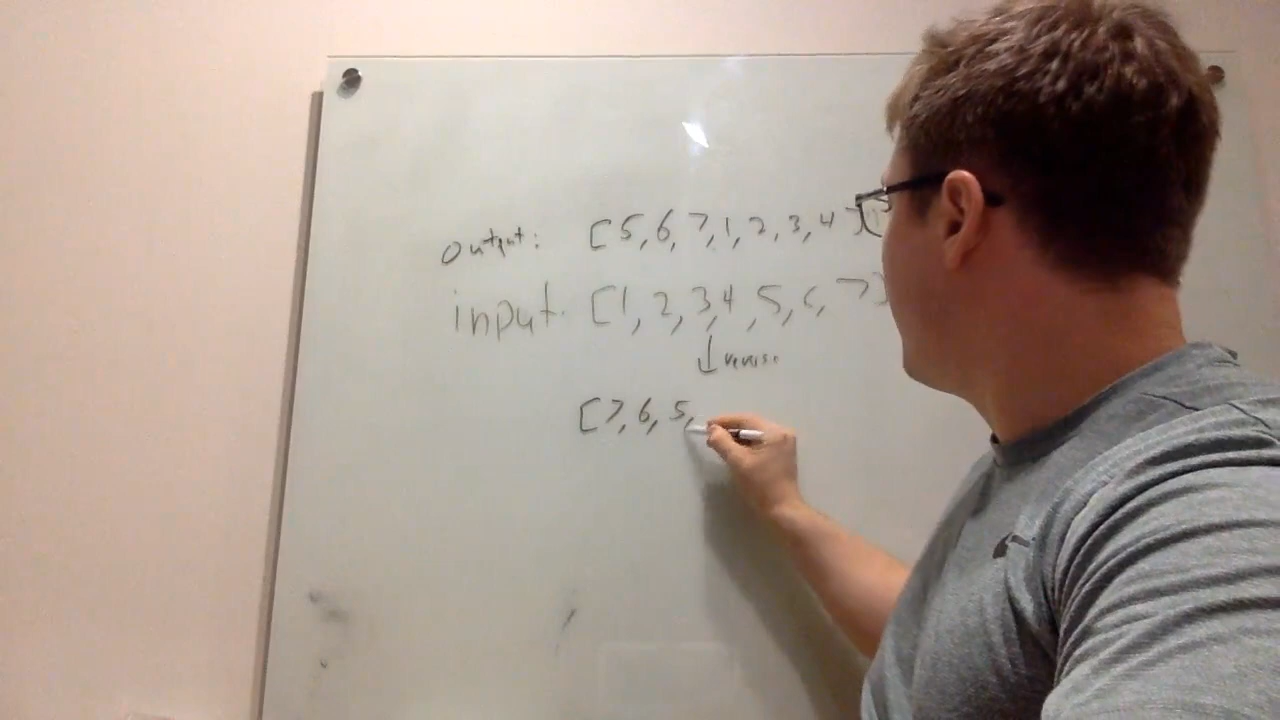 output: [5, 6, 7, 1, 2, 3, 4]
input: [1, 2, 3, 4, 5, 6, 7]
↓ reverse
[7, 6, 5,